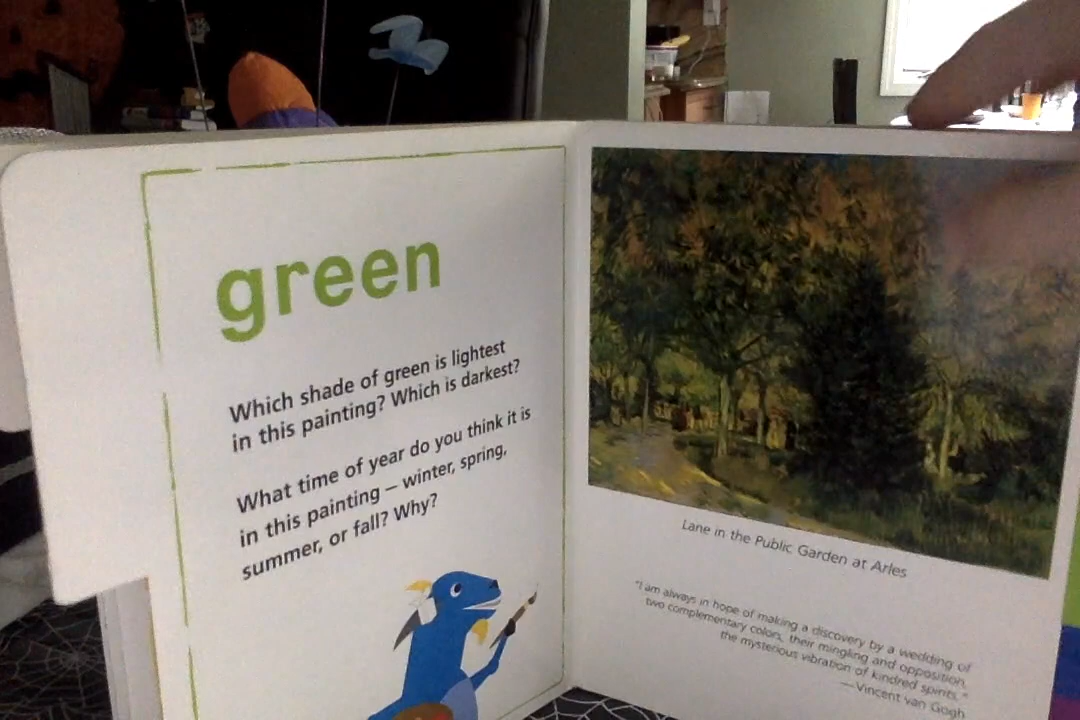 green
Which shade of green is lightest
in this painting? Which is darkest?
What time of year do you think it is
in this painting – winter, spring,
summer, or fall? Why?
Lane in the Public Garden at Arles
"I am always in hope of making a discovery by a wedding of
two complementary colors, their mingling and opposition,
the mysterious vibration of kindred spirits."
—Vincent van Gogh